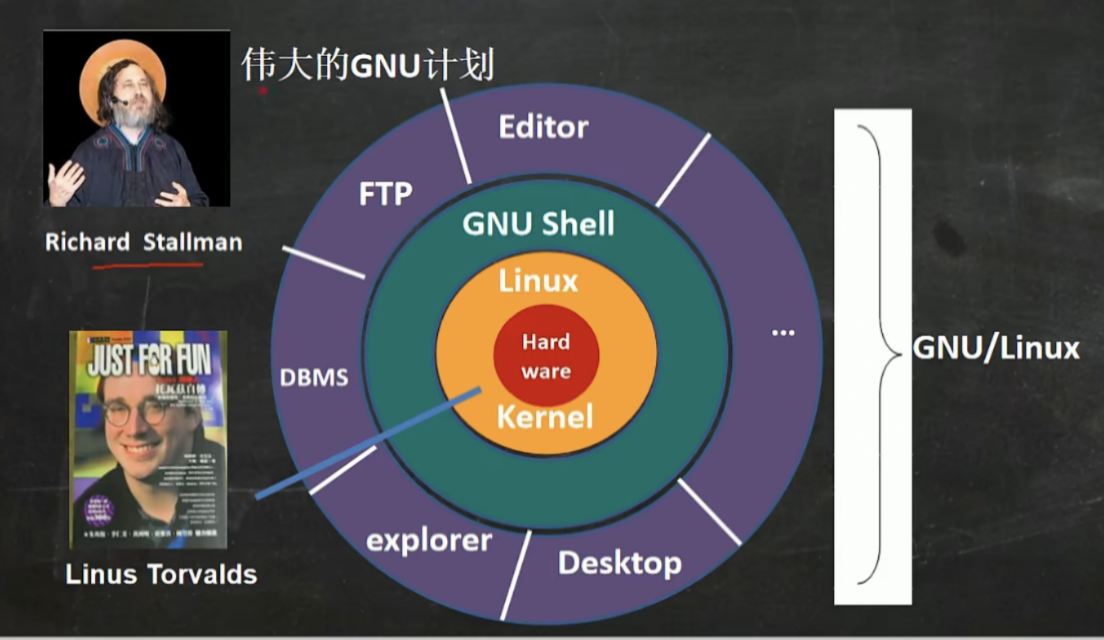 伟大的GNU计划
Editor
FTP
GNU Shell
Richard Stallman
Linux
Hard
ware
...
GNU/Linux
JUST FOR FUN
DBMS
Kernel
explorer
Desktop
Linus Torvalds